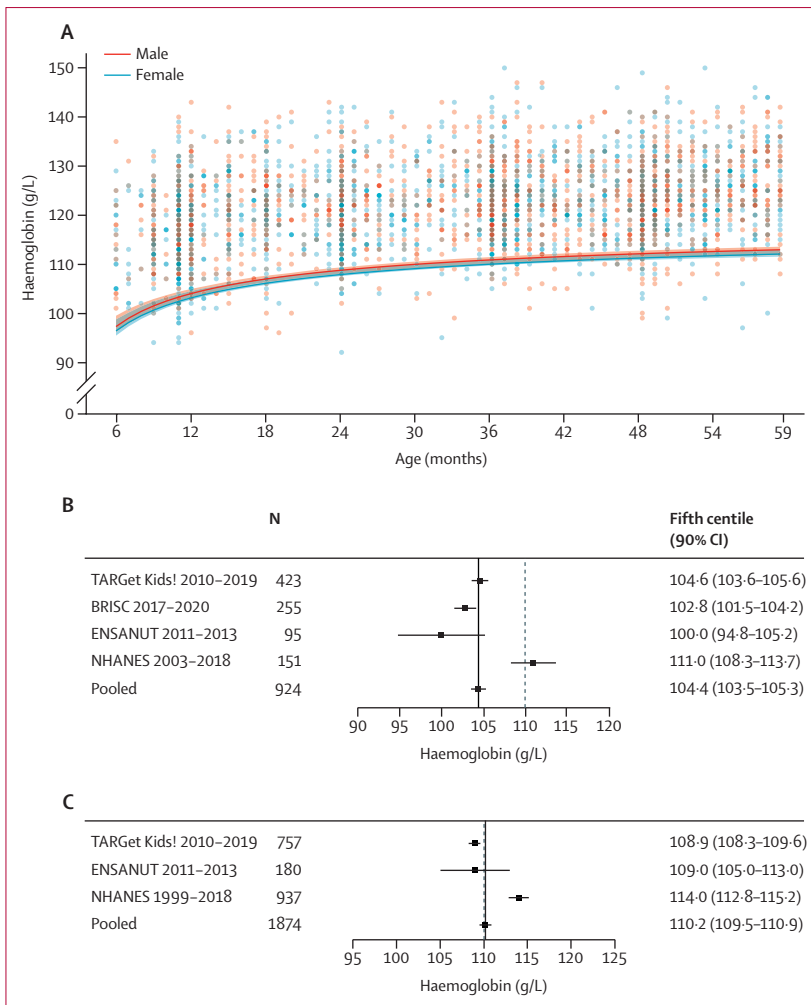 A
Male
Female
150
140
130
120
110
100
90
0
Haemoglobin (g/L)
6 12 18 24 30 36 42 48 54 59
Age (months)
B
N Fifth centile
(90% CI)
TARGet Kids! 2010–2019 423 104·6 (103·6–105·6)
BRISC 2017–2020 255 102·8 (101·5–104·2)
ENSANUT 2011–2013 95 100·0 (94·8–105·2)
NHANES 2003–2018 151 111·0 (108·3–113·7)
Pooled 924 104·4 (103·5–105·3)
90 95 100 105 110 115 120
Haemoglobin (g/L)
C
TARGet Kids! 2010–2019 757 108·9 (108·3–109·6)
ENSANUT 2011–2013 180 109·0 (105·0–113·0)
NHANES 1999–2018 937 114·0 (112·8–115·2)
Pooled 1874 110·2 (109·5–110·9)
95 100 105 110 115 120 125
Haemoglobin (g/L)